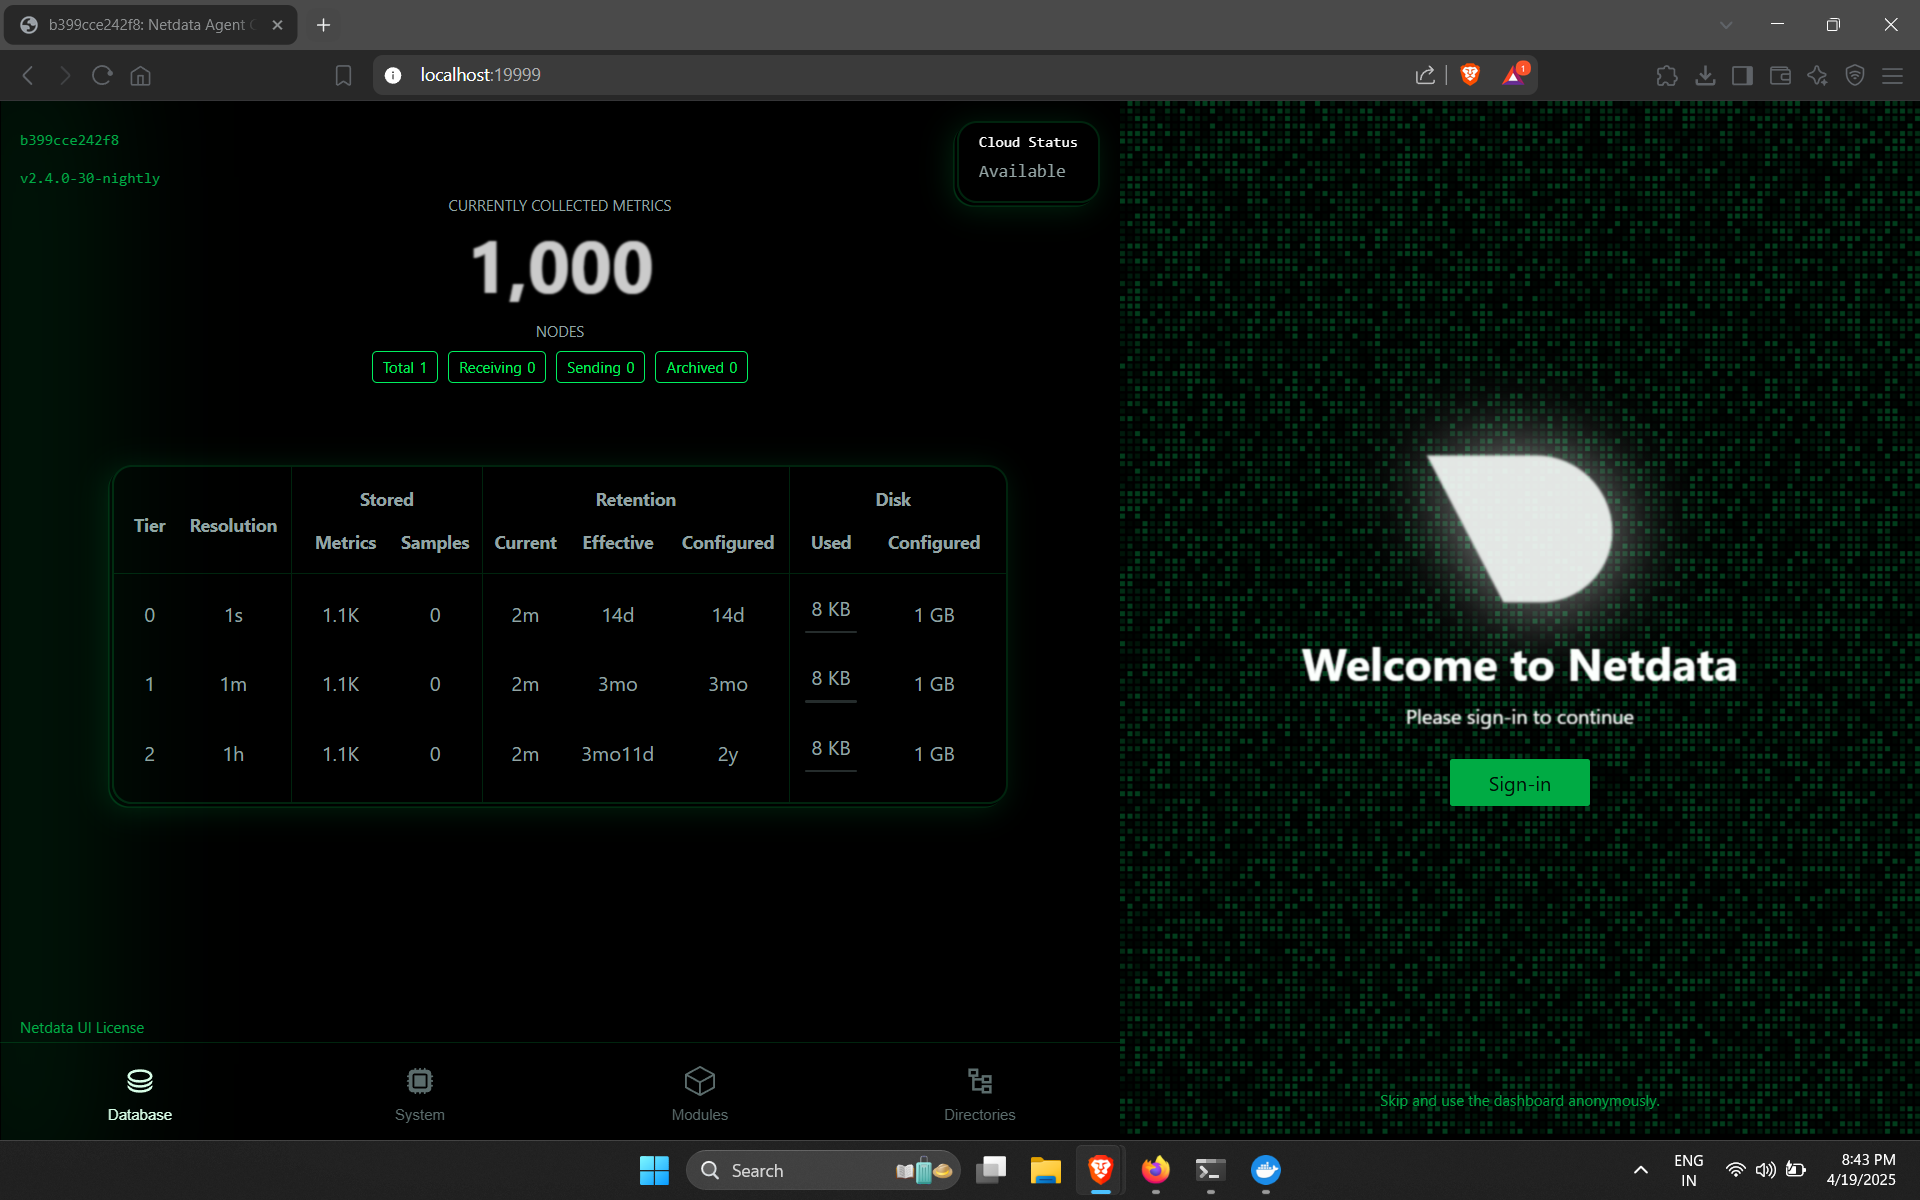 b399cce242f8: Netdata Agent
localhost:19999
1
b399cce242f8
v2.4.0-30-nightly
Cloud Status
Available
CURRENTLY COLLECTED METRICS
1,000
NODES
Total 1 Receiving 0 Sending 0 Archived 0
Stored Retention Disk
Tier Resolution
Metrics Samples Current Effective Configured Used Configured
0 1s 1.1K 0 2m 14d 14d 8 KB 1 GB
1 1m 1.1K 0 2m 3mo 3mo 8 KB 1 GB
2 1h 1.1K 0 2m 3mo11d 2y 8 KB 1 GB
Netdata UI License
Database System Modules Directories
Welcome to Netdata
Please sign-in to continue
Sign-in
Skip and use the dashboard anonymously.
Search
ENG
IN
8:43 PM
4/19/2025